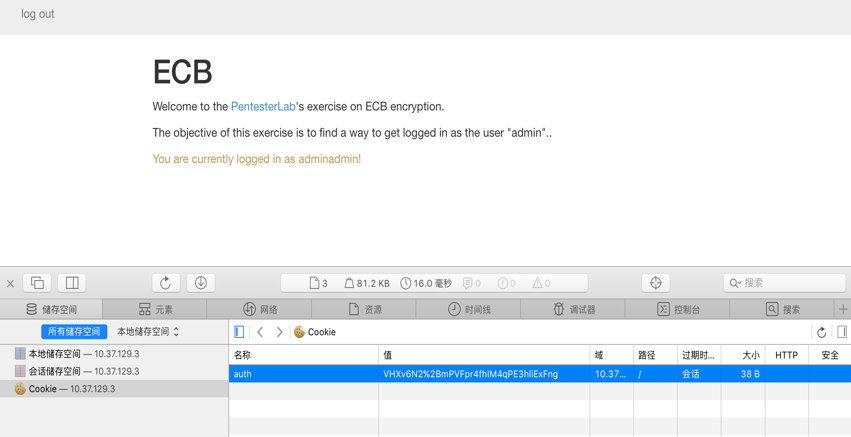 log out
ECB
Welcome to the PentesterLab's exercise on ECB encryption.
The objective of this exercise is to find a way to get logged in as the user "admin"..
You are currently logged in as adminadmin!
3 81.2 KB 16.0 毫秒 0 0 0 搜索
储存空间 元素 网络 资源 时间线 调试器 控制台 搜索
所有储存空间 本地储存空间 Cookie
名称 值 域 路径 过期时... 大小 HTTP 安全
本地储存空间 — 10.37.129.3
auth VHXv6N2%2BmPVFpr4fhIM4qPE3hliExFng 10.37... / 会话 38 B
会话储存空间 — 10.37.129.3
Cookie — 10.37.129.3